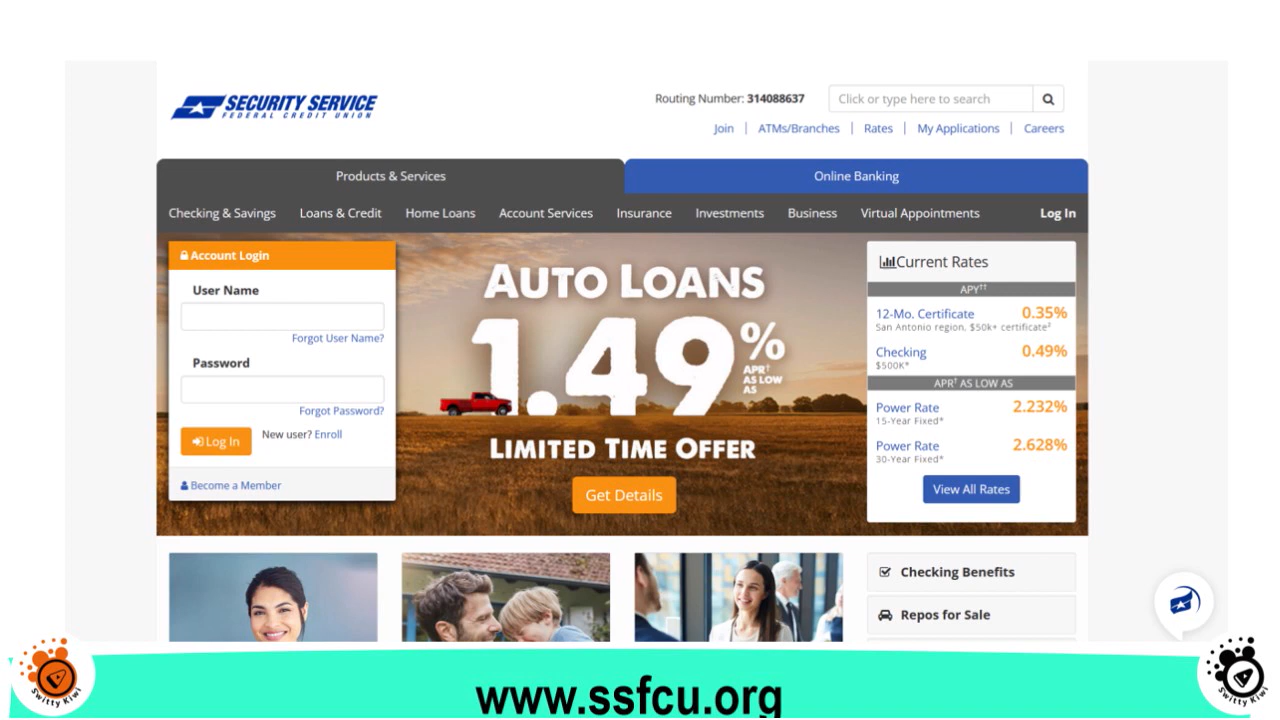 SECURITY SERVICE
FEDERAL CREDIT UNION
Routing Number: 314088637
Click or type here to search
Join | ATMs/Branches | Rates | My Applications | Careers
Products & Services
Online Banking
Checking & Savings
Loans & Credit
Home Loans
Account Services
Insurance
Investments
Business
Virtual Appointments
Log In
Account Login
User Name
Forgot User Name?
Password
Forgot Password?
Log In
New user? Enroll
Become a Member
AUTO LOANS
1.49%
APR†
AS LOW
AS
LIMITED TIME OFFER
Get Details
Current Rates
APY††
12-Mo. Certificate 0.35%
San Antonio region, $50k+ certificate²
Checking 0.49%
$500K*
APR† AS LOW AS
Power Rate 2.232%
15-Year Fixed*
Power Rate 2.628%
30-Year Fixed*
View All Rates
Checking Benefits
Repos for Sale
Switty Kiwi
www.ssfcu.org
Switty Kiwi